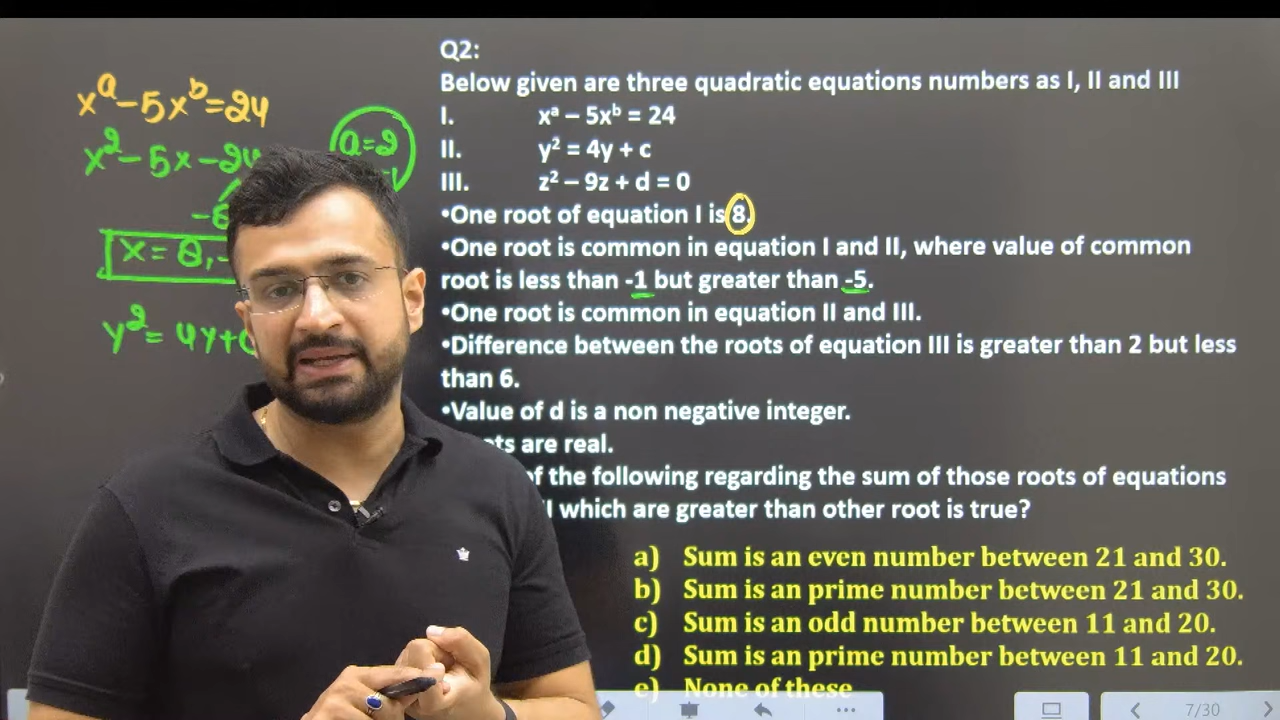 x^a - 5x^b = 24
x² - 5x - 24
a=2
x = 8, -
y² = 4y + c
Q2:
Below given are three quadratic equations numbers as I, II and III
I. xᵃ – 5xᵇ = 24
II. y² = 4y + c
III. z² – 9z + d = 0
•One root of equation I is 8.
•One root is common in equation I and II, where value of common
root is less than -1 but greater than -5.
•One root is common in equation II and III.
•Difference between the roots of equation III is greater than 2 but less
than 6.
•Value of d is a non negative integer.
ts are real.
of the following regarding the sum of those roots of equations
which are greater than other root is true?
a) Sum is an even number between 21 and 30.
b) Sum is an prime number between 21 and 30.
c) Sum is an odd number between 11 and 20.
d) Sum is an prime number between 11 and 20.
e) None of these
7/30